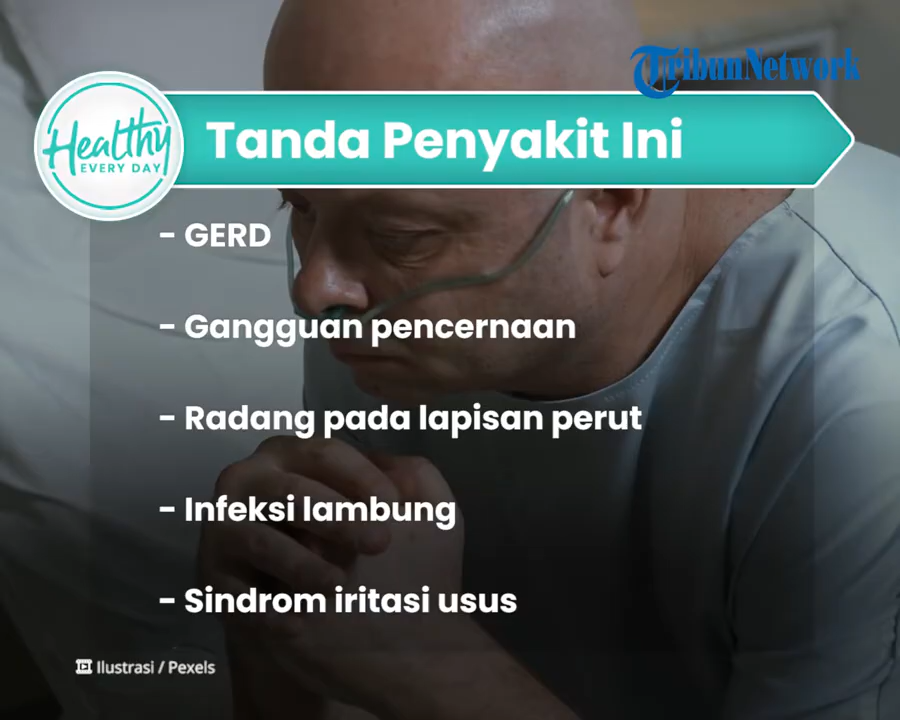 TribunNetwork
Healthy
EVERY DAY
Tanda Penyakit Ini
- GERD
- Gangguan pencernaan
- Radang pada lapisan perut
- Infeksi lambung
- Sindrom iritasi usus
Ilustrasi / Pexels